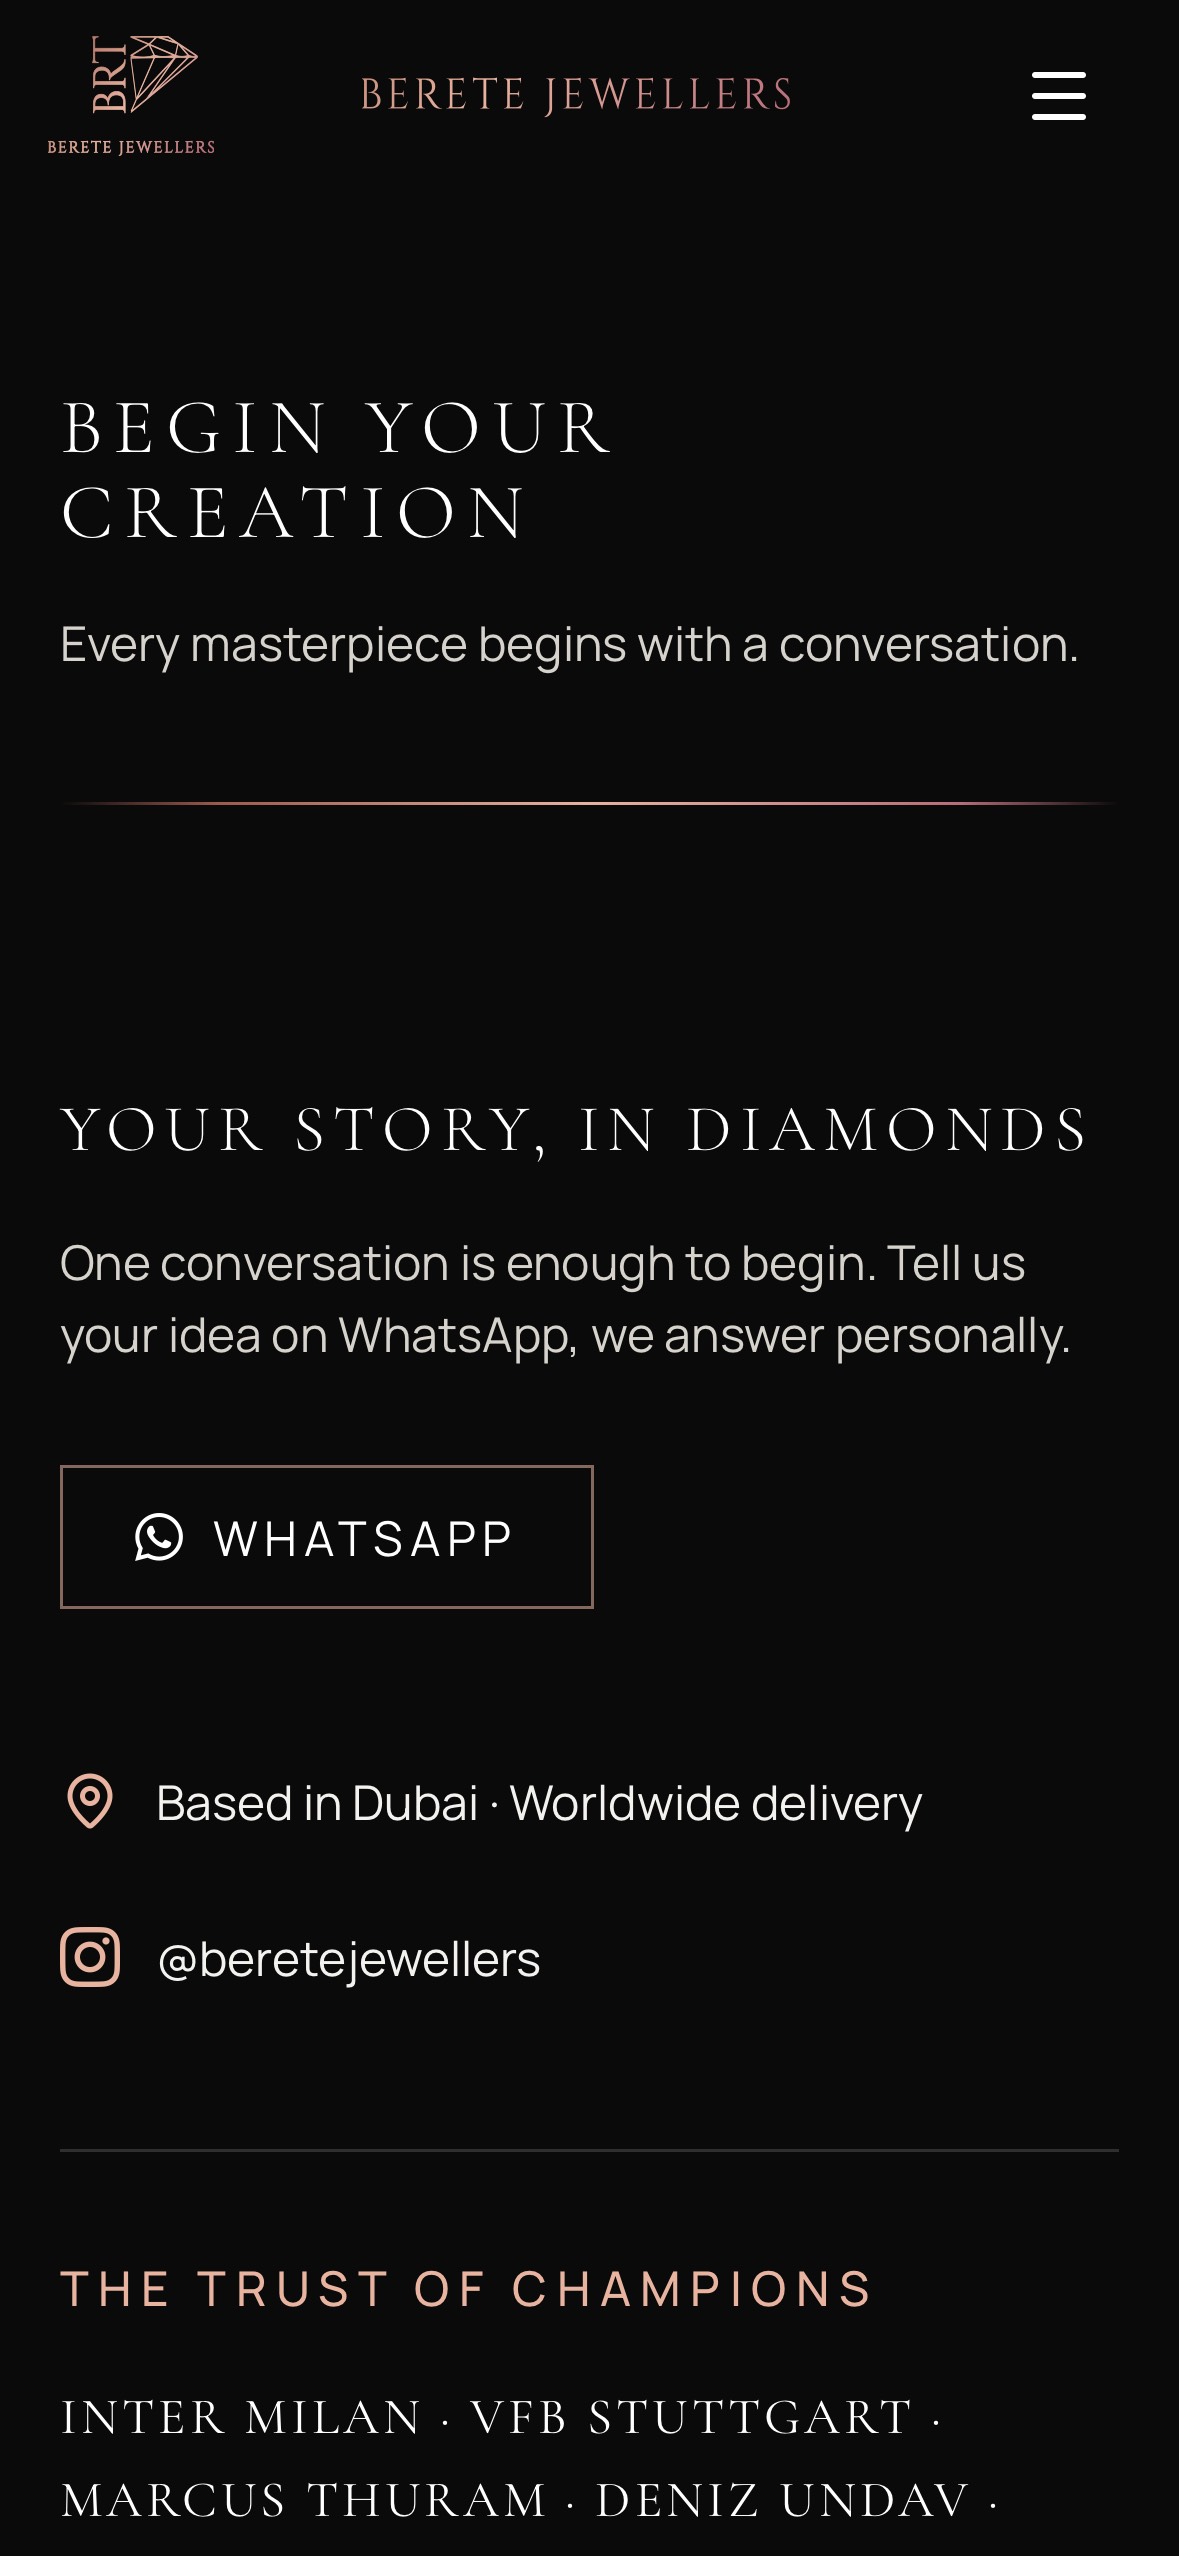 BRT
BERETE JEWELLERS
BERETE JEWELLERS
BEGIN YOUR
CREATION
Every masterpiece begins with a conversation.
YOUR STORY, IN DIAMONDS
One conversation is enough to begin. Tell us
your idea on WhatsApp, we answer personally.
WHATSAPP
Based in Dubai · Worldwide delivery
@beretejewellers
THE TRUST OF CHAMPIONS
INTER MILAN · VFB STUTTGART ·
MARCUS THURAM · DENIZ UNDAV ·